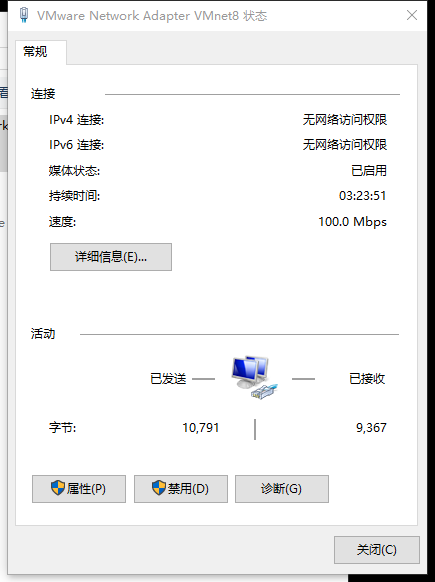 VMware Network Adapter VMnet8 状态
常规
连接
IPv4 连接: 无网络访问权限
IPv6 连接: 无网络访问权限
媒体状态: 已启用
持续时间: 03:23:51
速度: 100.0 Mbps
详细信息(E)...
活动
已发送 已接收
字节: 10,791 9,367
属性(P) 禁用(D) 诊断(G)
关闭(C)